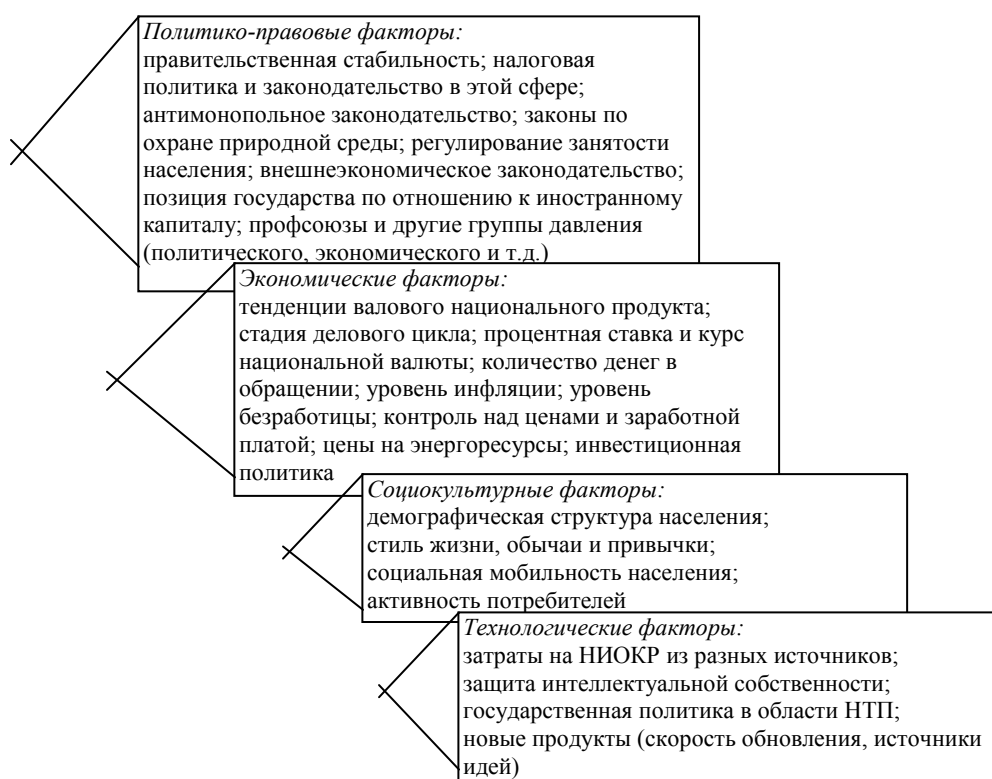 Политико-правовые факторы:
правительственная стабильность; налоговая
политика и законодательство в этой сфере;
антимонопольное законодательство; законы по
охране природной среды; регулирование занятости
населения; внешнеэкономическое законодательство;
позиция государства по отношению к иностранному
капиталу; профсоюзы и другие группы давления
(политического, экономического и т.д.)
Экономические факторы:
тенденции валового национального продукта;
стадия делового цикла; процентная ставка и курс
национальной валюты; количество денег в
обращении; уровень инфляции; уровень
безработицы; контроль над ценами и заработной
платой; цены на энергоресурсы; инвестиционная
политика
Социокультурные факторы:
демографическая структура населения;
стиль жизни, обычаи и привычки;
социальная мобильность населения;
активность потребителей
Технологические факторы:
затраты на НИОКР из разных источников;
защита интеллектуальной собственности;
государственная политика в области НТП;
новые продукты (скорость обновления, источники
идей)